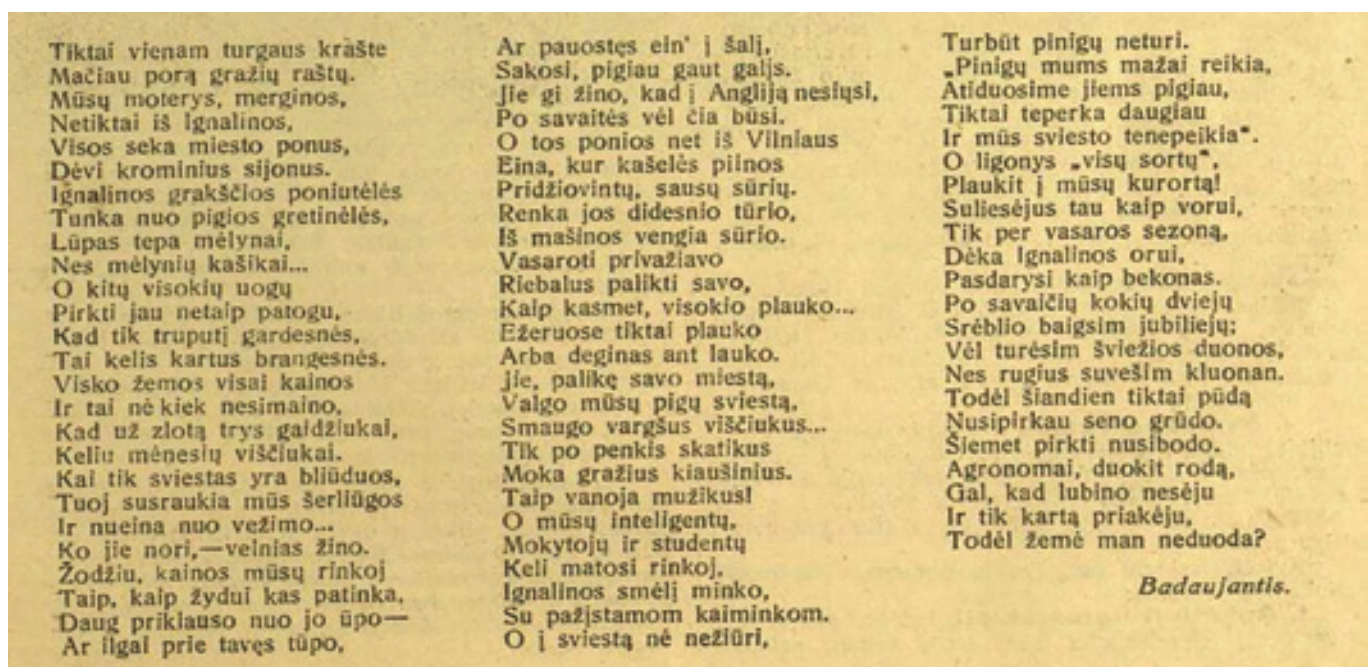 Tiktai vienam turgaus krašte
Mačiau porą gražių raštų.
Mūsų moterys, merginos,
Netiktai iš Ignalinos,
Visos seka miesto ponus,
Dėvi krominius sijonus.
Ignalinos grakščios poniutėlės
Tunka nuo pigios gretinėlės,
Lūpas tepa mėlynai,
Nes mėlynių kašikai...
O kitų visokių uogų
Pirkti jau netaip patogu,
Kad tik truputį gardesnės,
Tai kelis kartus brangesnės.
Visko žemos visai kainos
Ir tai nė kiek nesimaino,
Kad už zlotą trys gaidžiukai,
Keliu mėnesių viščiukai.
Kai tik sviestas yra bliūduos,
Tuoj susraukia mūs šerliūgos
Ir nueina nuo vežimo...
Ko jie nori,—velnias žino.
Žodžiu, kainos mūsų rinkoj
Taip, kaip žydui kas patinka,
Daug priklauso nuo jo ūpo—
Ar ilgai prie tavęs tūpo,
Ar pauostęs ein' į šalį,
Sakosi, pigiau gaut galįs.
Jie gi žino, kad į Angliją nesiųsi,
Po savaitės vėl čia būsi.
O tos ponios net iš Vilniaus
Eina, kur kašelės pilnos
Pridžiovintų, sausų sūrių.
Renka jos didesnio tūrio,
Iš mašinos vengia sūrio.
Vasaroti privažiavo
Riebalus palikti savo,
Kaip kasmet, visokio plauko...
Ežeruose tiktai plauko
Arba deginas ant lauko.
Jie, palikę savo miestą,
Valgo mūsų pigų sviestą,
Smaugo vargšus viščiukus...
Tik po penkis skatikus
Moka gražius kiaušinius.
Taip vanoja mužikus!
O mūsų inteligentų,
Mokytojų ir studentų
Keli matosi rinkoj,
Ignalinos smėlį minko,
Su pažįstamom kaiminkom.
O į sviestą nė nežiūri,
Turbūt pinigų neturi.
„Pinigų mums mažai reikia,
Atiduosime jiems pigiau,
Tiktai teperka daugiau
Ir mūs sviesto tenepeikia“.
O ligonys „visų sortų“,
Plaukit į mūsų kurortą!
Suliesėjus tau kaip vorui,
Tik per vasaros sezoną,
Dėka Ignalinos orui,
Pasdarysi kaip bekonas.
Po savaičių kokių dviejų
Srėblio baigsim jubiliejų;
Vėl turėsim šviežios duonos,
Nes rugius suvešim kluonan.
Todėl šiandien tiktai pūdą
Nusipirkau seno grūdo.
Šiemet pirkti nusibodo.
Agronomai, duokit rodą,
Gal, kad lubino nesėju
Ir tik kartą priakėju,
Todėl žemė man neduoda?
Badaujantis.